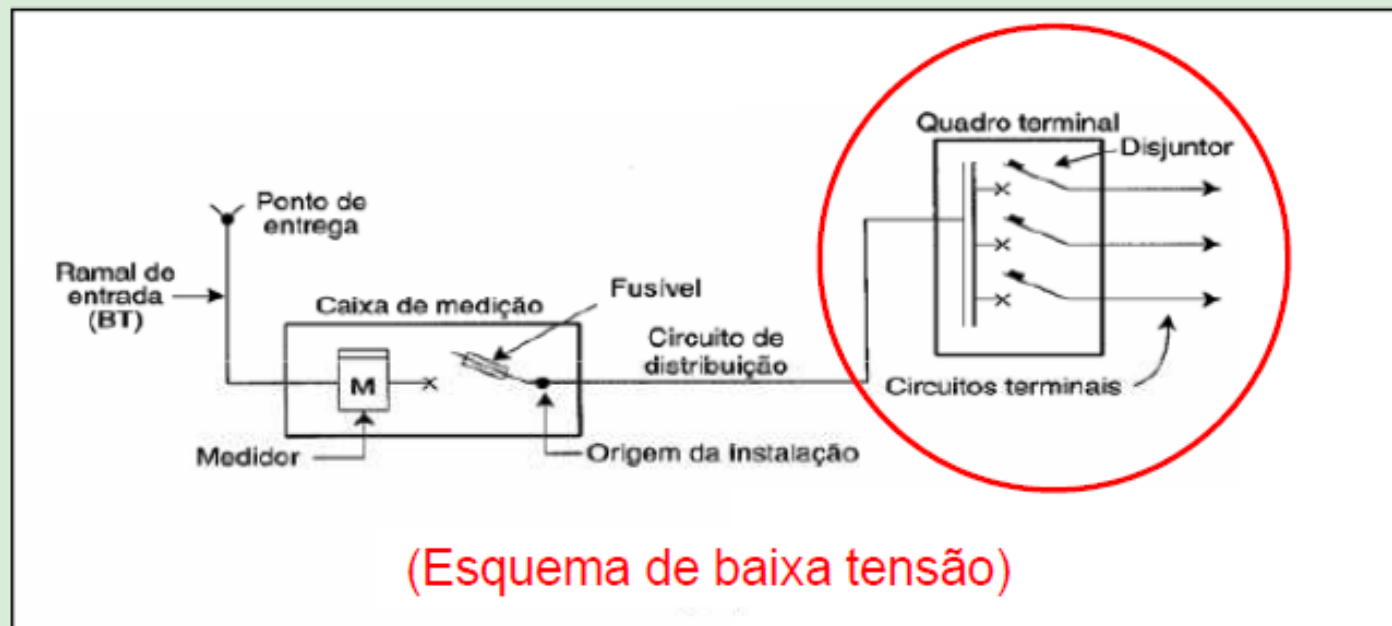 Quadro terminal
Disjuntor
Ponto de
entrega
Ramal de
entrada
(BT)
Caixa de medição
Fusível
Circuito de
distribuição
Circuitos terminais
M
Medidor
Origem da instalação
(Esquema de baixa tensão)